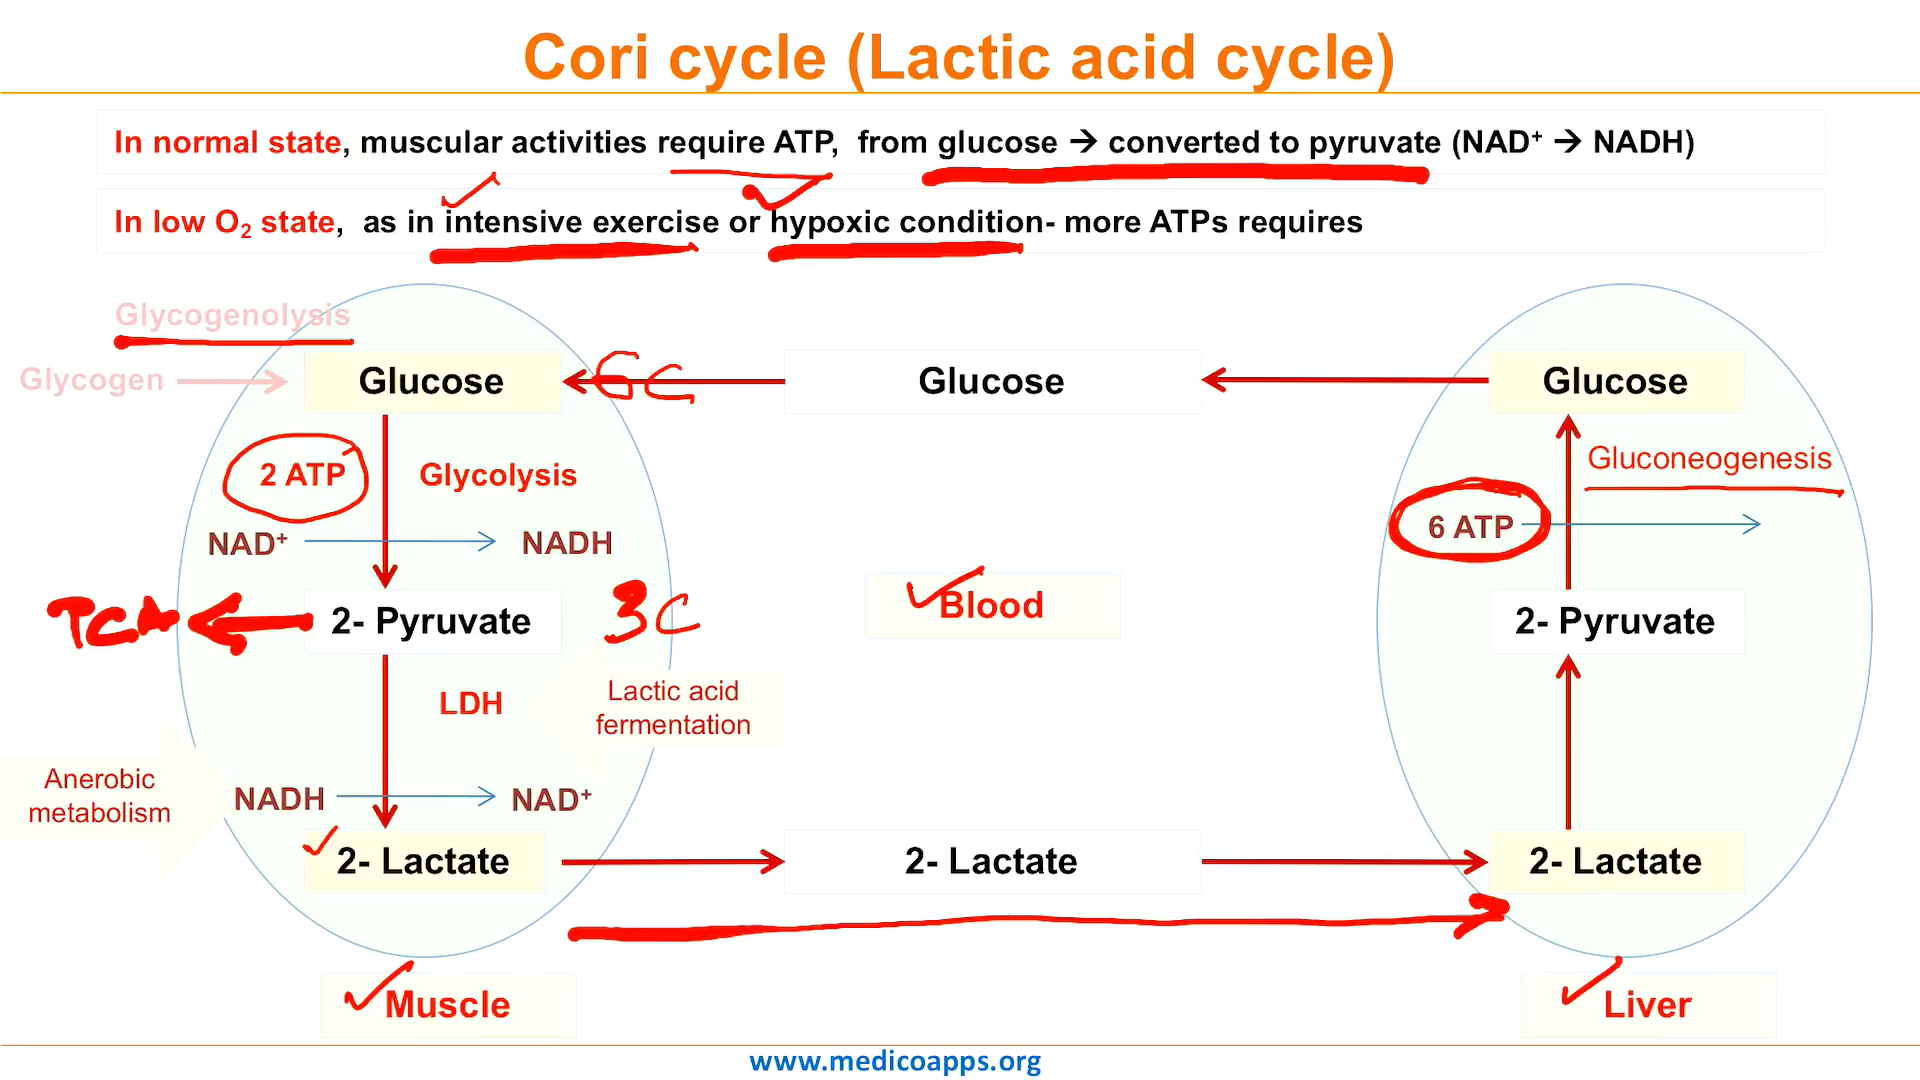 Cori cycle (Lactic acid cycle)
In normal state, muscular activities require ATP, from glucose → converted to pyruvate (NAD⁺ → NADH)
In low O₂ state, as in intensive exercise or hypoxic condition- more ATPs requires
Glycogenolysis
Glycogen
Glucose
6C
Glucose
Glucose
2 ATP
Glycolysis
Gluconeogenesis
6 ATP
NAD⁺
NADH
TCA
2- Pyruvate
3C
Blood
2- Pyruvate
LDH
Lactic acid
fermentation
Anerobic
metabolism
NADH
NAD⁺
2- Lactate
2- Lactate
2- Lactate
Muscle
Liver
www.medicoapps.org